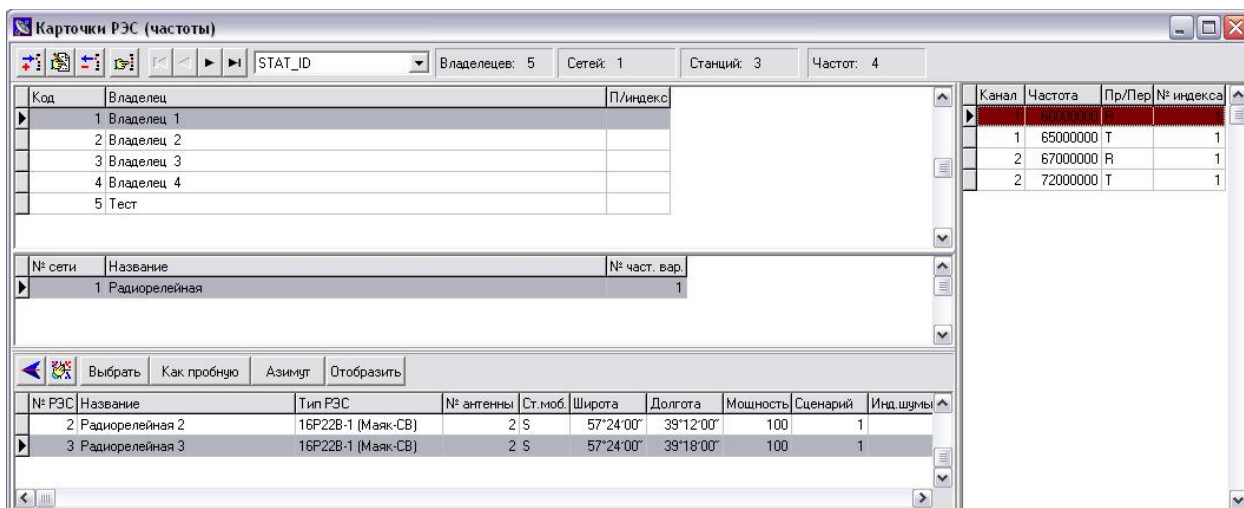 Карточки РЭС (частоты)
STAT_ID Владелецев: 5 Сетей: 1 Станций: 3 Частот: 4
Код Владелец П/индекс
1 Владелец 1
2 Владелец 2
3 Владелец 3
4 Владелец 4
5 Тест
№ сети Название № част. вар.
1 Радиорелейная 1
Выбрать Как пробную Азимут Отобразить
№ РЭС Название Тип РЭС № антенны Ст.моб. Широта Долгота Мощность Сценарий Инд.шумы
2 Радиорелейная 2 16Р22В-1 (Маяк-СВ) 2 S 57°24'00" 39°12'00" 100 1
3 Радиорелейная 3 16Р22В-1 (Маяк-СВ) 2 S 57°24'00" 39°18'00" 100 1
Канал Частота Пр/Пер № индекса
1 60000000 R 1
1 65000000 T 1
2 67000000 R 1
2 72000000 T 1